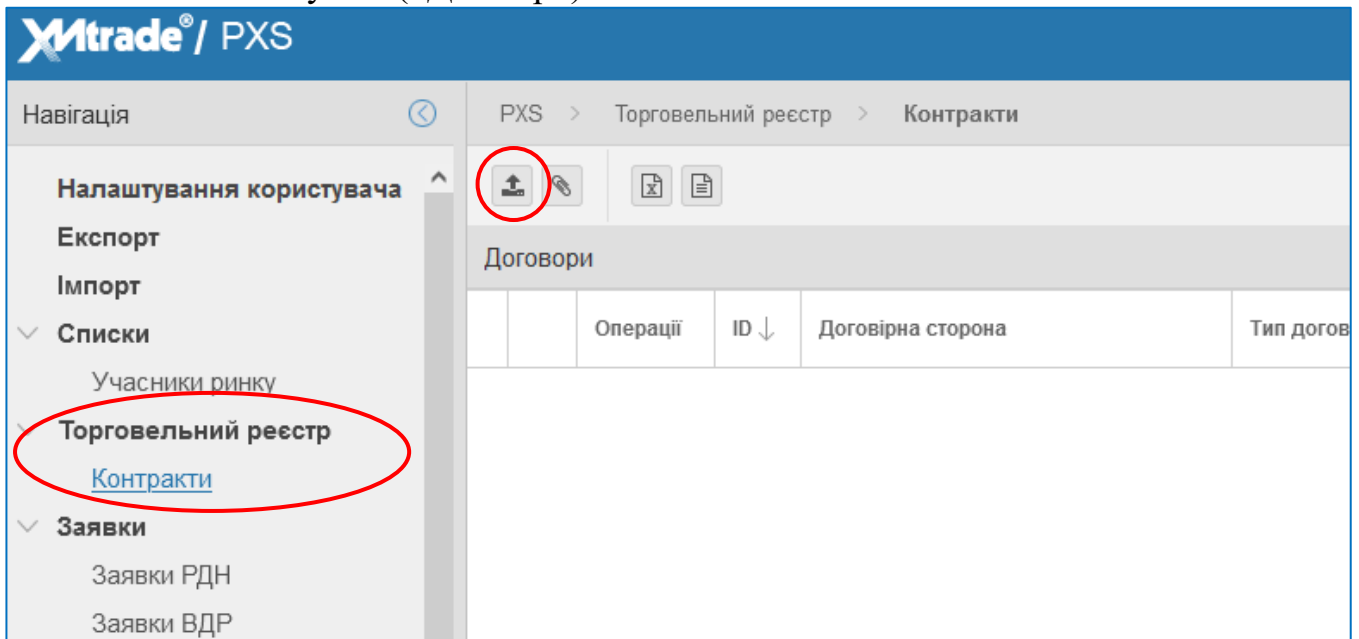 XMtrade®/ PXS
Навігація
PXS > Торговельний реєстр > Контракти
Налаштування користувача
Експорт
Імпорт
Договори
Списки
Операції ID ↓ Договірна сторона Тип догов
Учасники ринку
Торговельний реєстр
Контракти
Заявки
Заявки РДН
Заявки ВДР